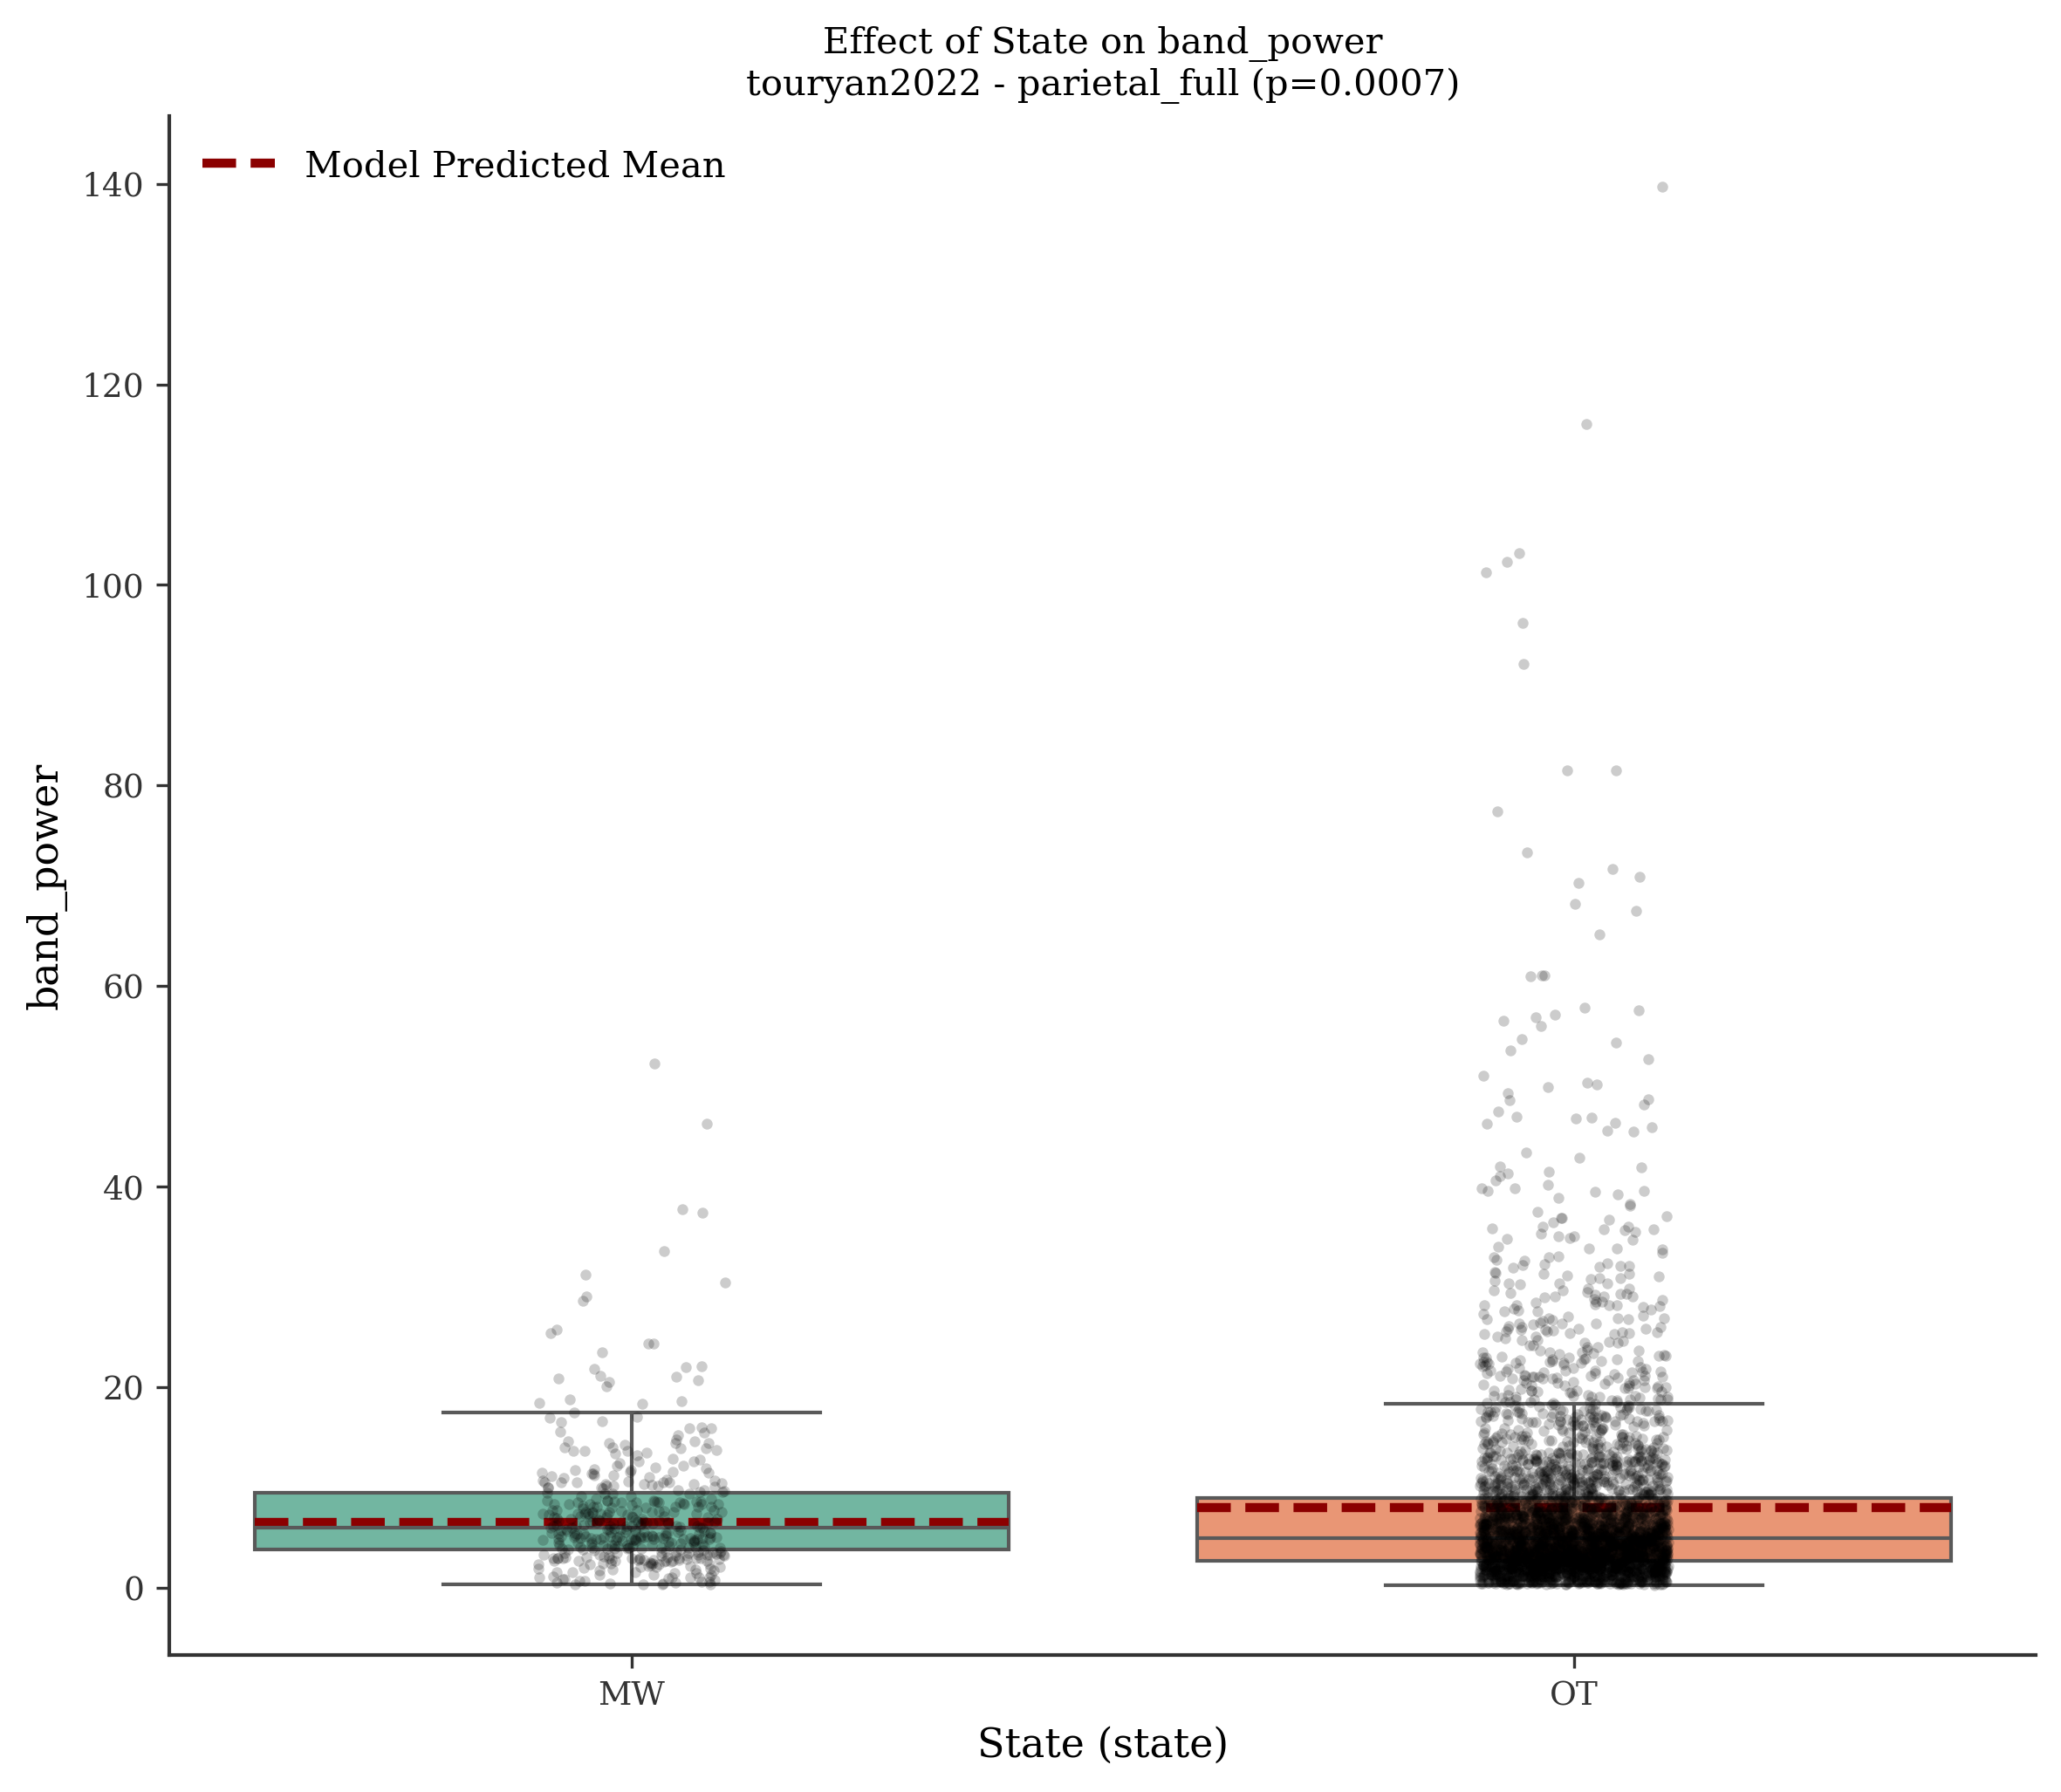 Effect of State on band_power
touryan2022 - parietal_full (p=0.0007)
Model Predicted Mean
140
120
100
80
60
40
20
0
band_power
MW
OT
State (state)